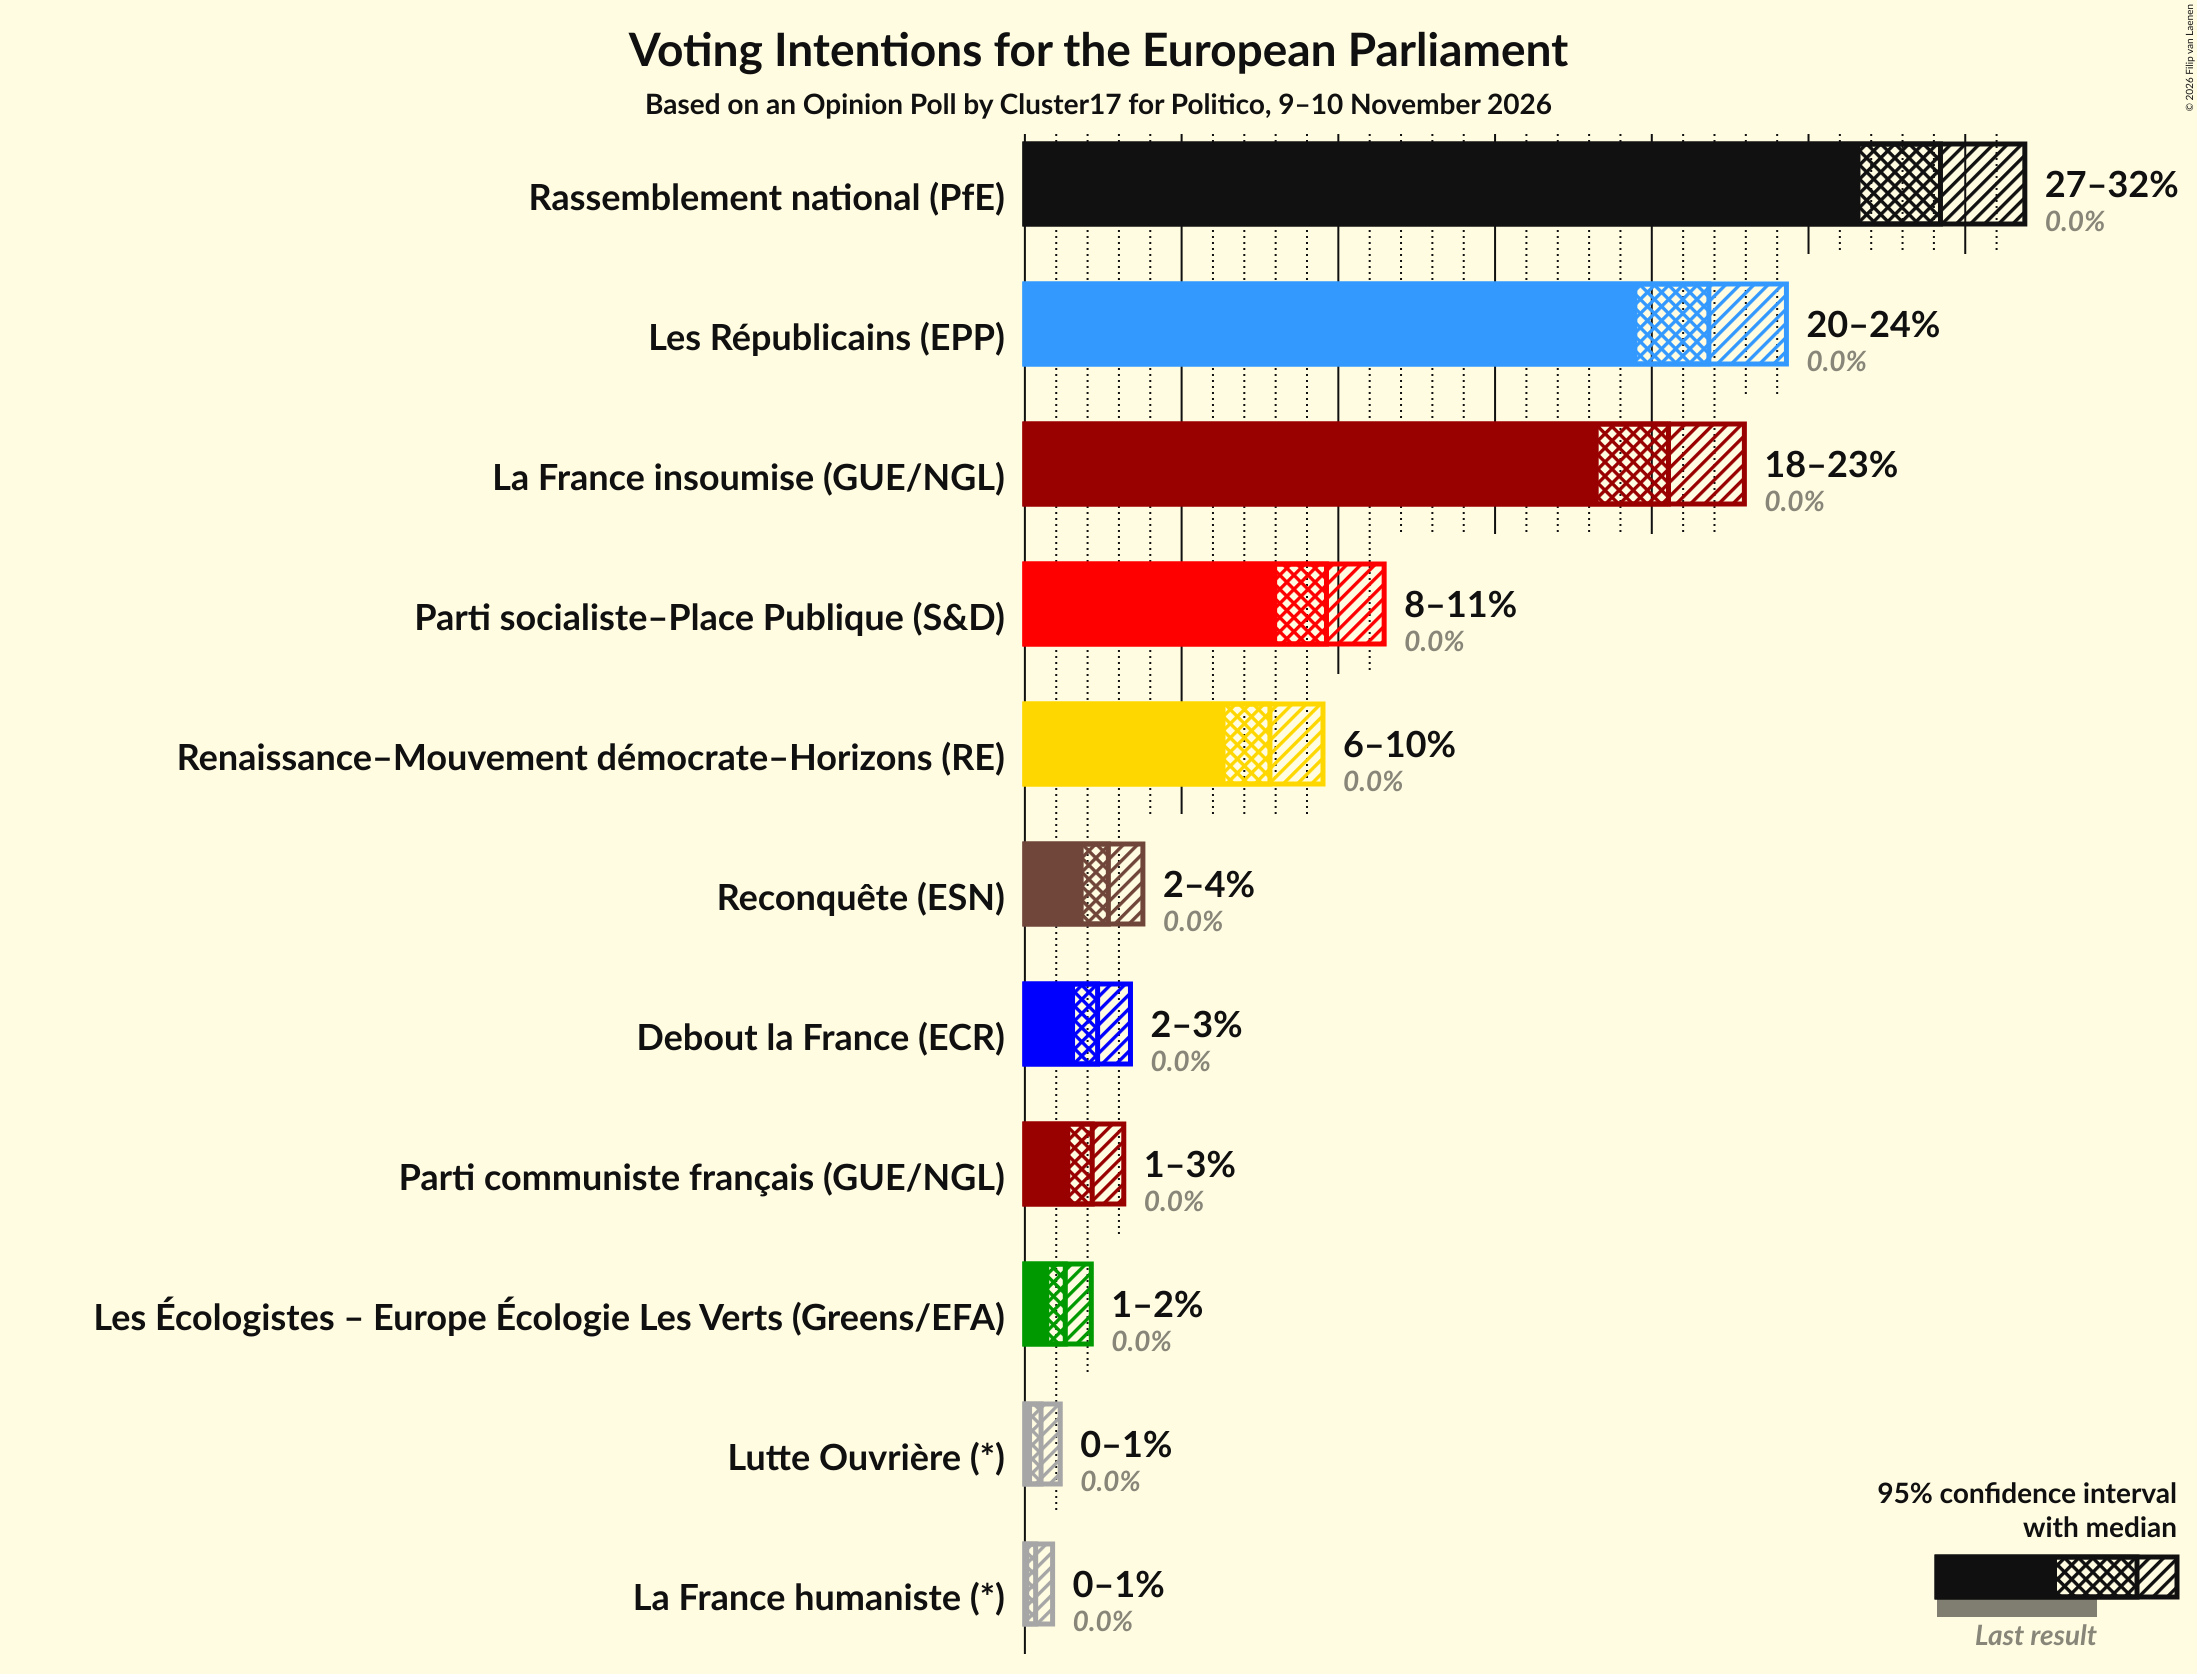 Voting Intentions for the European Parliament
Based on an Opinion Poll by Cluster17 for Politico, 9–10 November 2026
© 2026 Filip van Laenen
Rassemblement national (PfE)
27–32%
0.0%
Les Républicains (EPP)
20–24%
0.0%
La France insoumise (GUE/NGL)
18–23%
0.0%
Parti socialiste–Place Publique (S&D)
8–11%
0.0%
Renaissance–Mouvement démocrate–Horizons (RE)
6–10%
0.0%
Reconquête (ESN)
2–4%
0.0%
Debout la France (ECR)
2–3%
0.0%
Parti communiste français (GUE/NGL)
1–3%
0.0%
Les Écologistes – Europe Écologie Les Verts (Greens/EFA)
1–2%
0.0%
Lutte Ouvrière (*)
0–1%
0.0%
La France humaniste (*)
0–1%
0.0%
95% confidence interval
with median
Last result